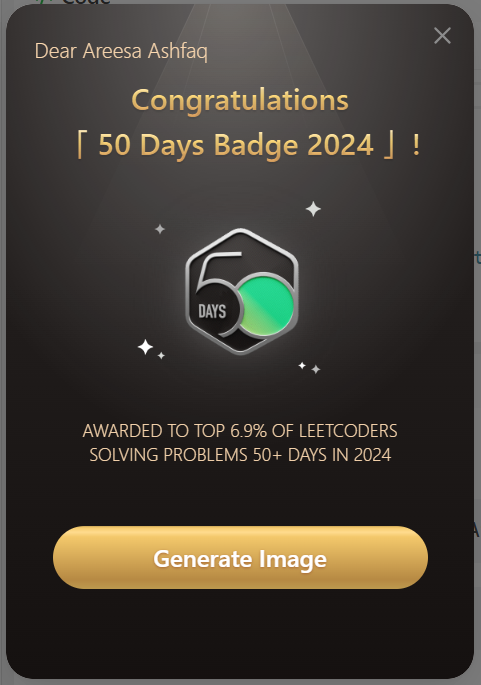 Code
Dear Areesa Ashfaq
Congratulations
「 50 Days Badge 2024 」 !
50
DAYS
AWARDED TO TOP 6.9% OF LEETCODERS
SOLVING PROBLEMS 50+ DAYS IN 2024
Generate Image